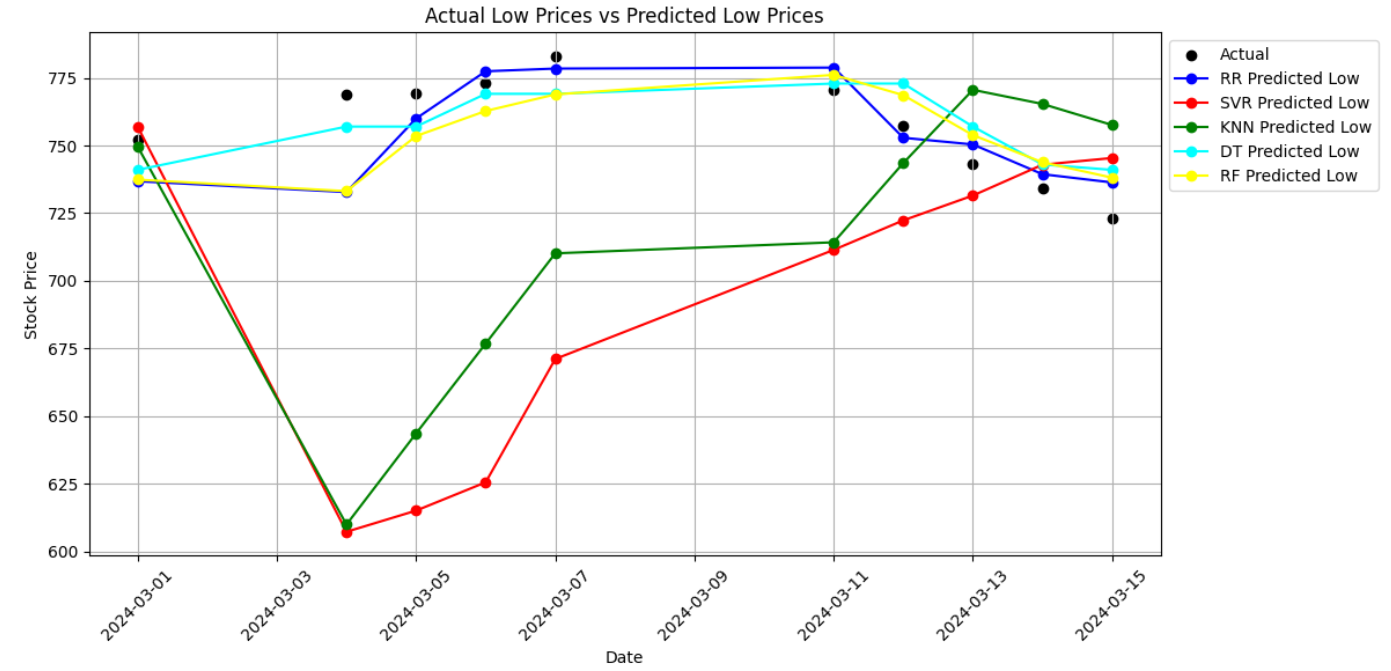 Actual Low Prices vs Predicted Low Prices
Actual
RR Predicted Low
SVR Predicted Low
KNN Predicted Low
DT Predicted Low
RF Predicted Low
Stock Price
775
750
725
700
675
650
625
600
2024-03-01
2024-03-03
2024-03-05
2024-03-07
2024-03-09
2024-03-11
2024-03-13
2024-03-15
Date